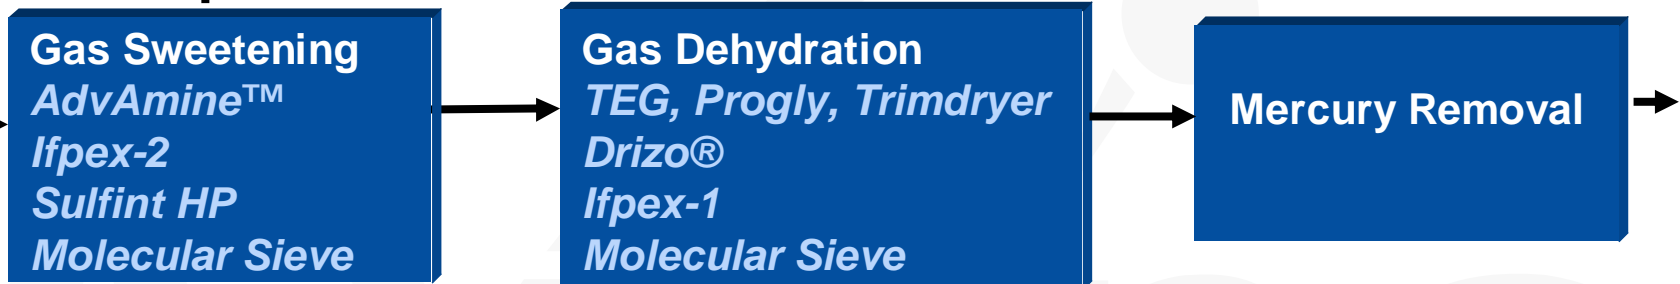 Gas Sweetening
AdvAmine™
Ifpex-2
Sulfint HP
Molecular Sieve
Gas Dehydration
TEG, Progly, Trimdryer
Drizo®
Ifpex-1
Molecular Sieve
Mercury Removal